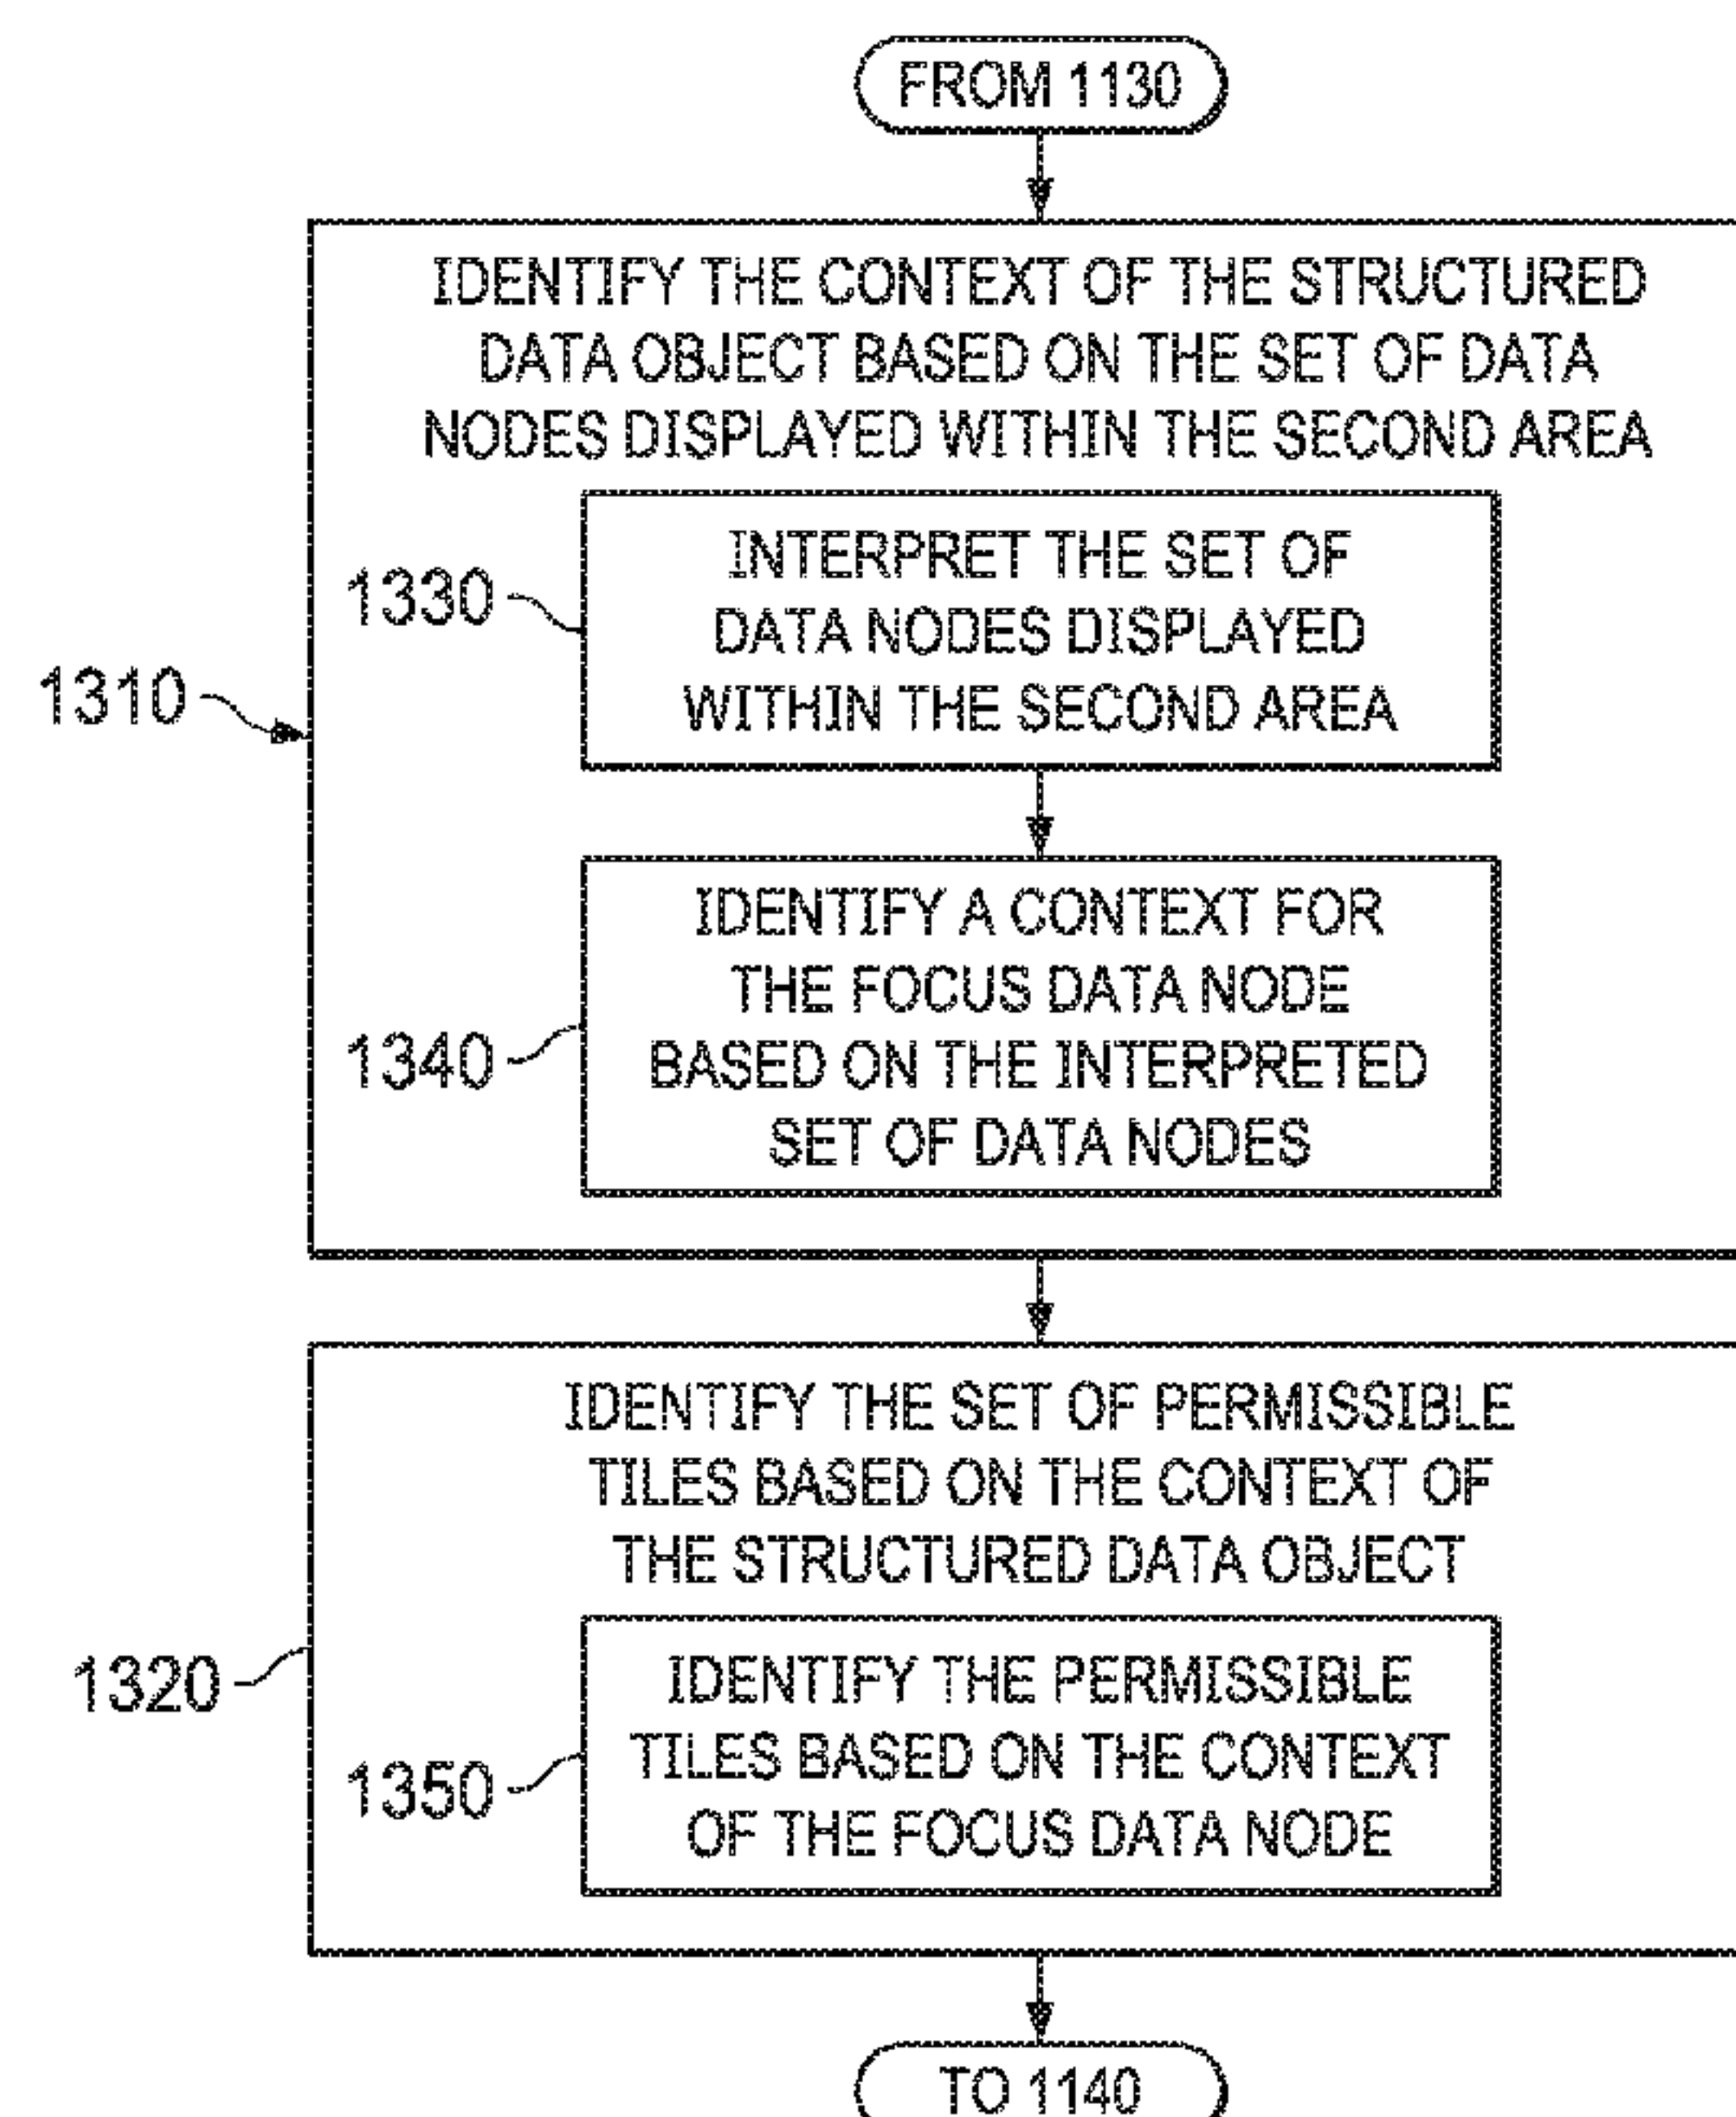 FROM 1130
IDENTIFY THE CONTEXT OF THE STRUCTURED
DATA OBJECT BASED ON THE SET OF DATA
NODES DISPLAYED WITHIN THE SECOND AREA
1330
INTERPRET THE SET OF
DATA NODES DISPLAYED
WITHIN THE SECOND AREA
1310
IDENTIFY A CONTEXT FOR
THE FOCUS DATA NODE
1340
BASED ON THE INTERPRETED
SET OF DATA NODES
IDENTIFY THE SET OF PERMISSIBLE
TILES BASED ON THE CONTEXT OF
THE STRUCTURED DATA OBJECT
1320
IDENTIFY THE PERMISSIBLE
TILES BASED ON THE CONTEXT
1350
OF THE FOCUS DATA NODE
TO 1140